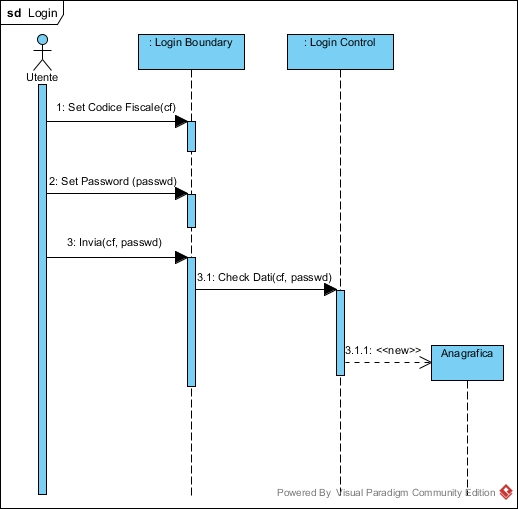 sd Login
: Login Boundary
: Login Control
Utente
1: Set Codice Fiscale(cf)
2: Set Password (passwd)
3: Invia(cf, passwd)
3.1: Check Dati(cf, passwd)
3.1.1: <<new>>
Anagrafica
Powered By Visual Paradigm Community Edition